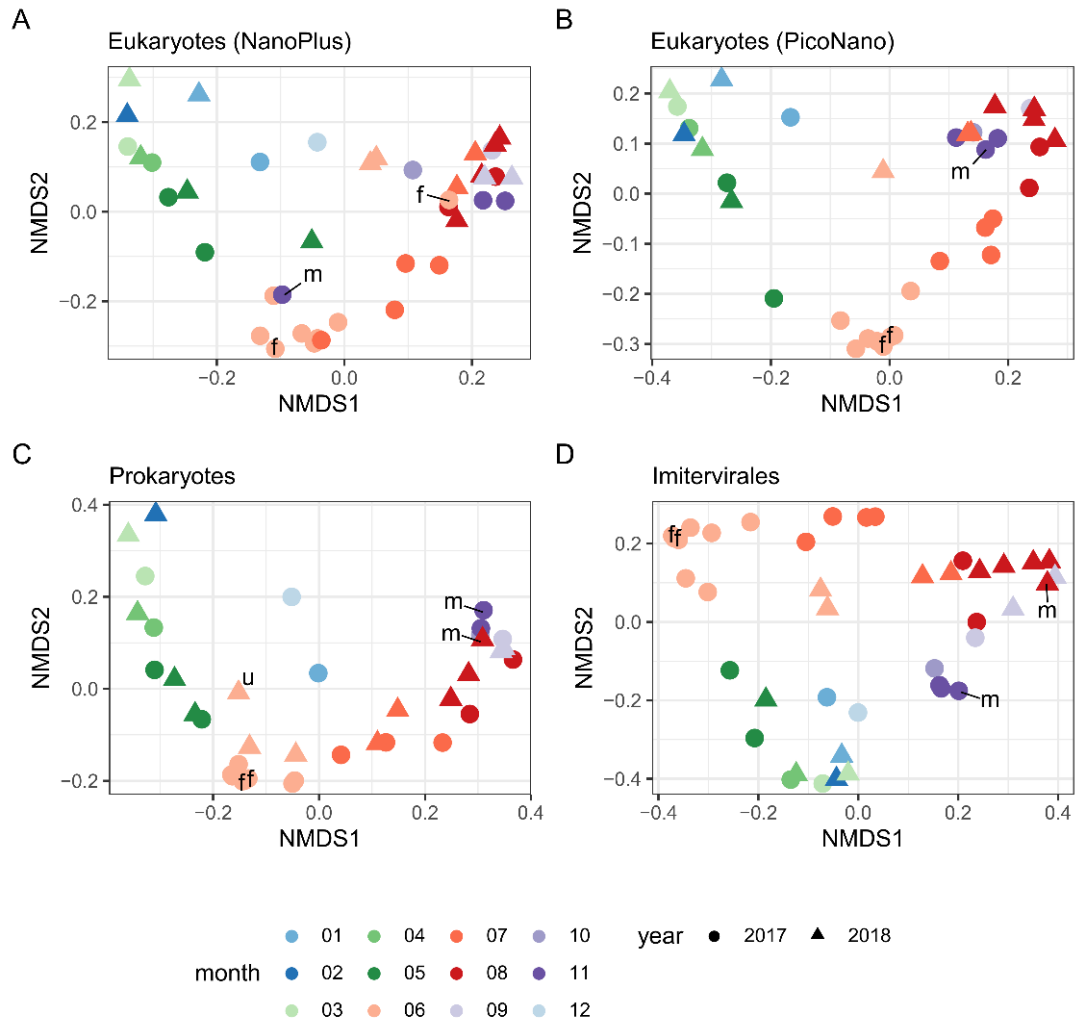 A
Eukaryotes (NanoPlus)
0.2
0.0
−0.2
NMDS2
f
m
f
−0.2
0.0
0.2
NMDS1
B
Eukaryotes (PicoNano)
0.2
0.1
0.0
−0.1
−0.2
−0.3
NMDS2
m
f
f
−0.4
−0.2
0.0
0.2
NMDS1
C
Prokaryotes
0.4
0.2
0.0
−0.2
NMDS2
m
m
u
f f
−0.2
0.0
0.2
0.4
NMDS1
D
Imitervirales
0.2
0.0
−0.2
−0.4
NMDS2
f f
m
m
−0.4
−0.2
0.0
0.2
0.4
NMDS1
month
01
02
03
04
05
06
07
08
09
10
11
12
year
2017
2018